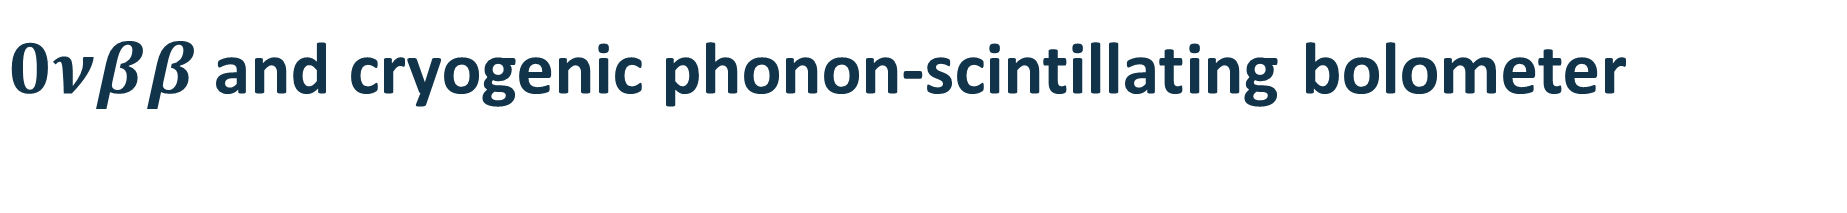 0νββ and cryogenic phonon-scintillating bolometer